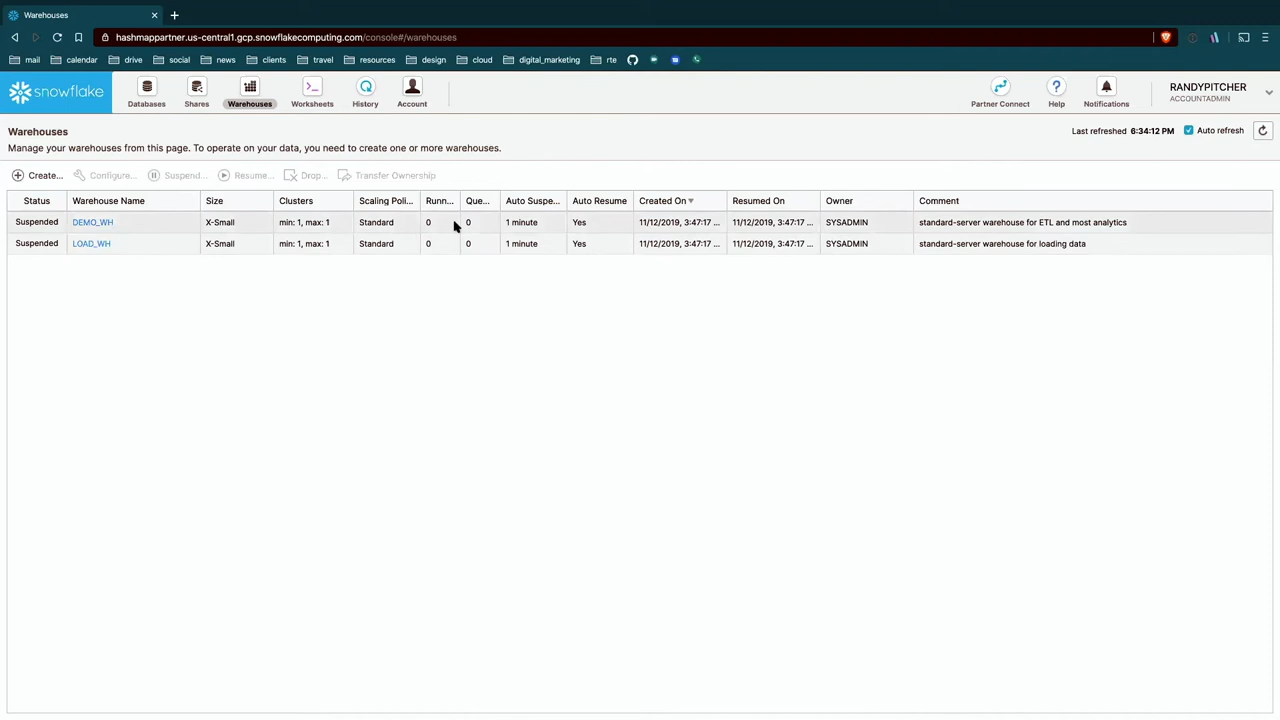 Warehouses
hashmappartner.us-central1.gcp.snowflakecomputing.com/console#/warehouses
mail calendar drive social news clients travel resources design cloud digital_marketing rte
snowflake
Databases Shares Warehouses Worksheets History Account
Partner Connect Help Notifications
RANDYPITCHER
ACCOUNTADMIN
Warehouses
Last refreshed 6:34:12 PM Auto refresh
Manage your warehouses from this page. To operate on your data, you need to create one or more warehouses.
Create... Configure... Suspend... Resume... Drop... Transfer Ownership
Status Warehouse Name Size Clusters Scaling Poli... Runn... Que... Auto Suspe... Auto Resume Created On Resumed On Owner Comment
Suspended DEMO_WH X-Small min: 1, max: 1 Standard 0 0 1 minute Yes 11/12/2019, 3:47:17 ... 11/12/2019, 3:47:17 ... SYSADMIN standard-server warehouse for ETL and most analytics
Suspended LOAD_WH X-Small min: 1, max: 1 Standard 0 0 1 minute Yes 11/12/2019, 3:47:17 ... 11/12/2019, 3:47:17 ... SYSADMIN standard-server warehouse for loading data